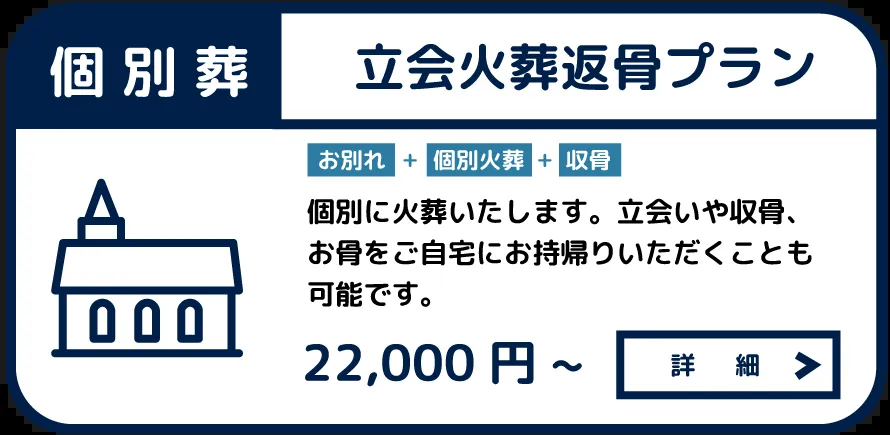 個別葬
立会火葬返骨プラン
お別れ + 個別火葬 + 収骨
個別に火葬いたします。立会いや収骨、
お骨をご自宅にお持帰りいただくことも
可能です。
22,000 円 ~
詳 細 >